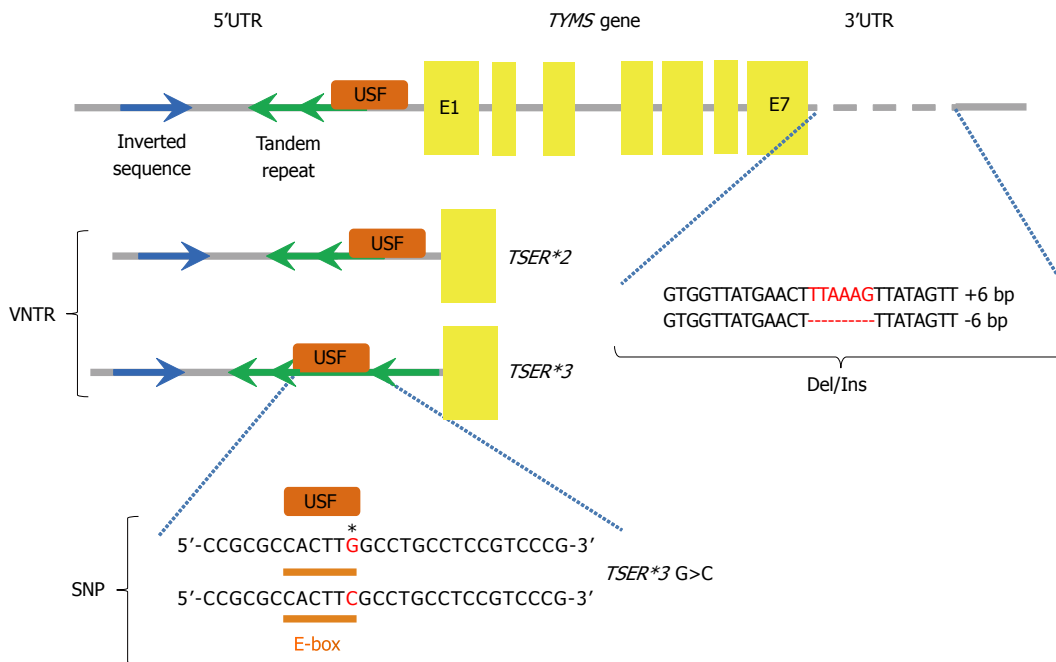 5’UTR
TYMS gene
3’UTR
USF
E1
E7
Inverted
sequence
Tandem
repeat
VNTR
USF
TSER*2
USF
TSER*3
GTGGTTATGAACTTTAAAGTTATAGTT +6 bp
GTGGTTATGAACT----------TTATAGTT -6 bp
Del/Ins
SNP
USF
*
5’-CCGCGCCACTTGGCCTGCCTCCGTCCCG-3’
TSER*3 G>C
5’-CCGCGCCACTTCGCCTGCCTCCGTCCCG-3’
E-box